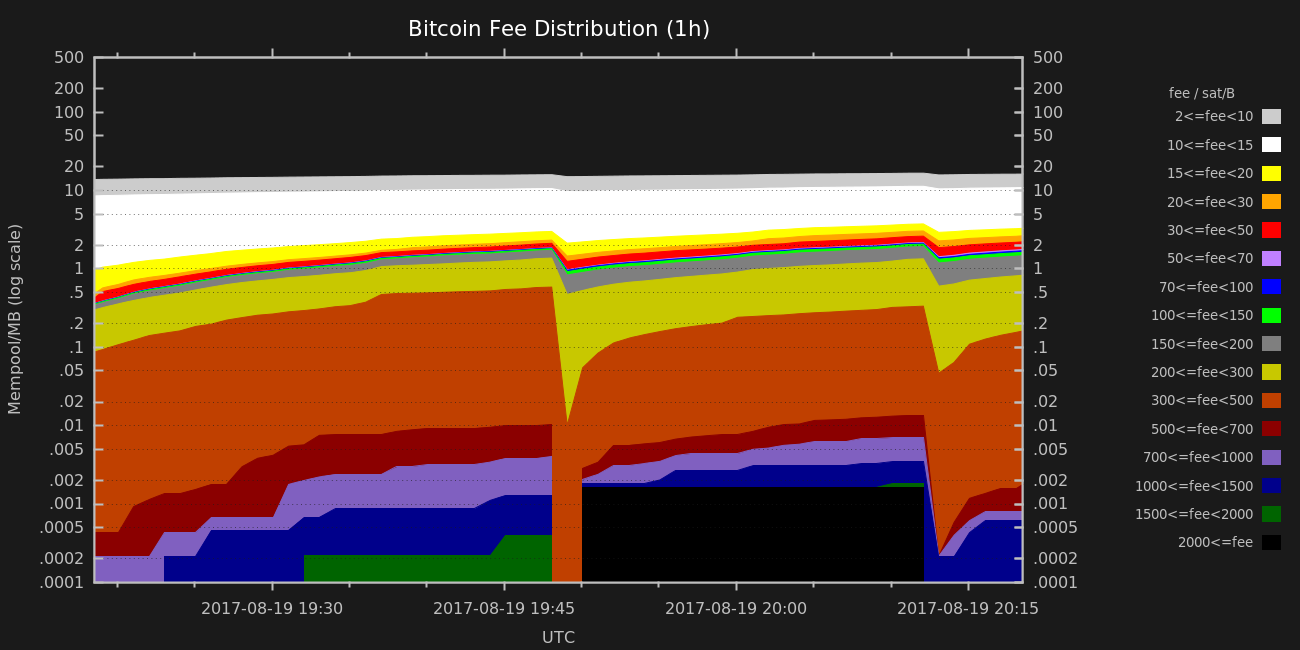 Bitcoin Fee Distribution (1h)
Mempool/MB (log scale)
500
200
100
50
20
10
5
2
1
.5
.2
.1
.05
.02
.01
.005
.002
.001
.0005
.0002
.0001
500
200
100
50
20
10
5
2
1
.5
.2
.1
.05
.02
.01
.005
.002
.001
.0005
.0002
.0001
2017-08-19 19:30
2017-08-19 19:45
2017-08-19 20:00
2017-08-19 20:15
UTC
fee / sat/B
2<=fee<10
10<=fee<15
15<=fee<20
20<=fee<30
30<=fee<50
50<=fee<70
70<=fee<100
100<=fee<150
150<=fee<200
200<=fee<300
300<=fee<500
500<=fee<700
700<=fee<1000
1000<=fee<1500
1500<=fee<2000
2000<=fee